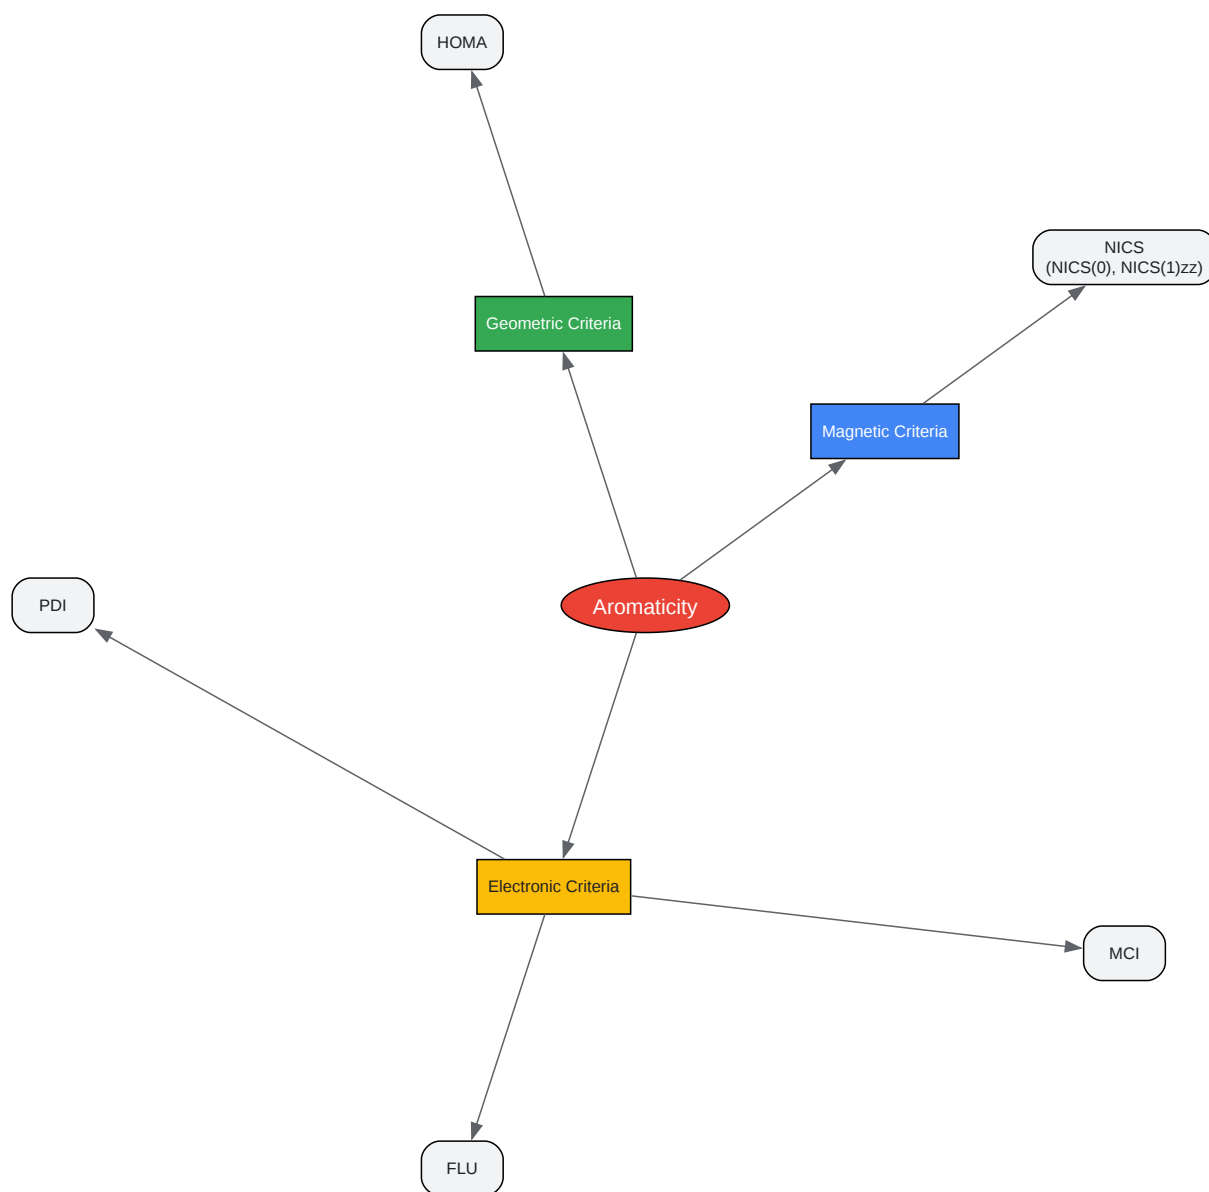 HOMA
NICS
(NICS(0), NICS(1)zz)
Geometric Criteria
Magnetic Criteria
PDI
Aromaticity
Electronic Criteria
MCI
FLU